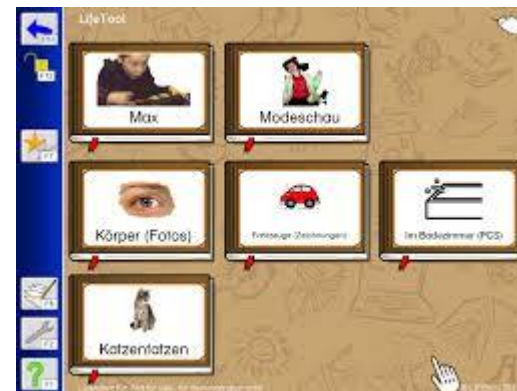 LifeTool
Max
Modeschau
Körper (Fotos)
Fahrzeuge (Zeichnungen)
Im Badezimmer (PCS)
Katzentatzen